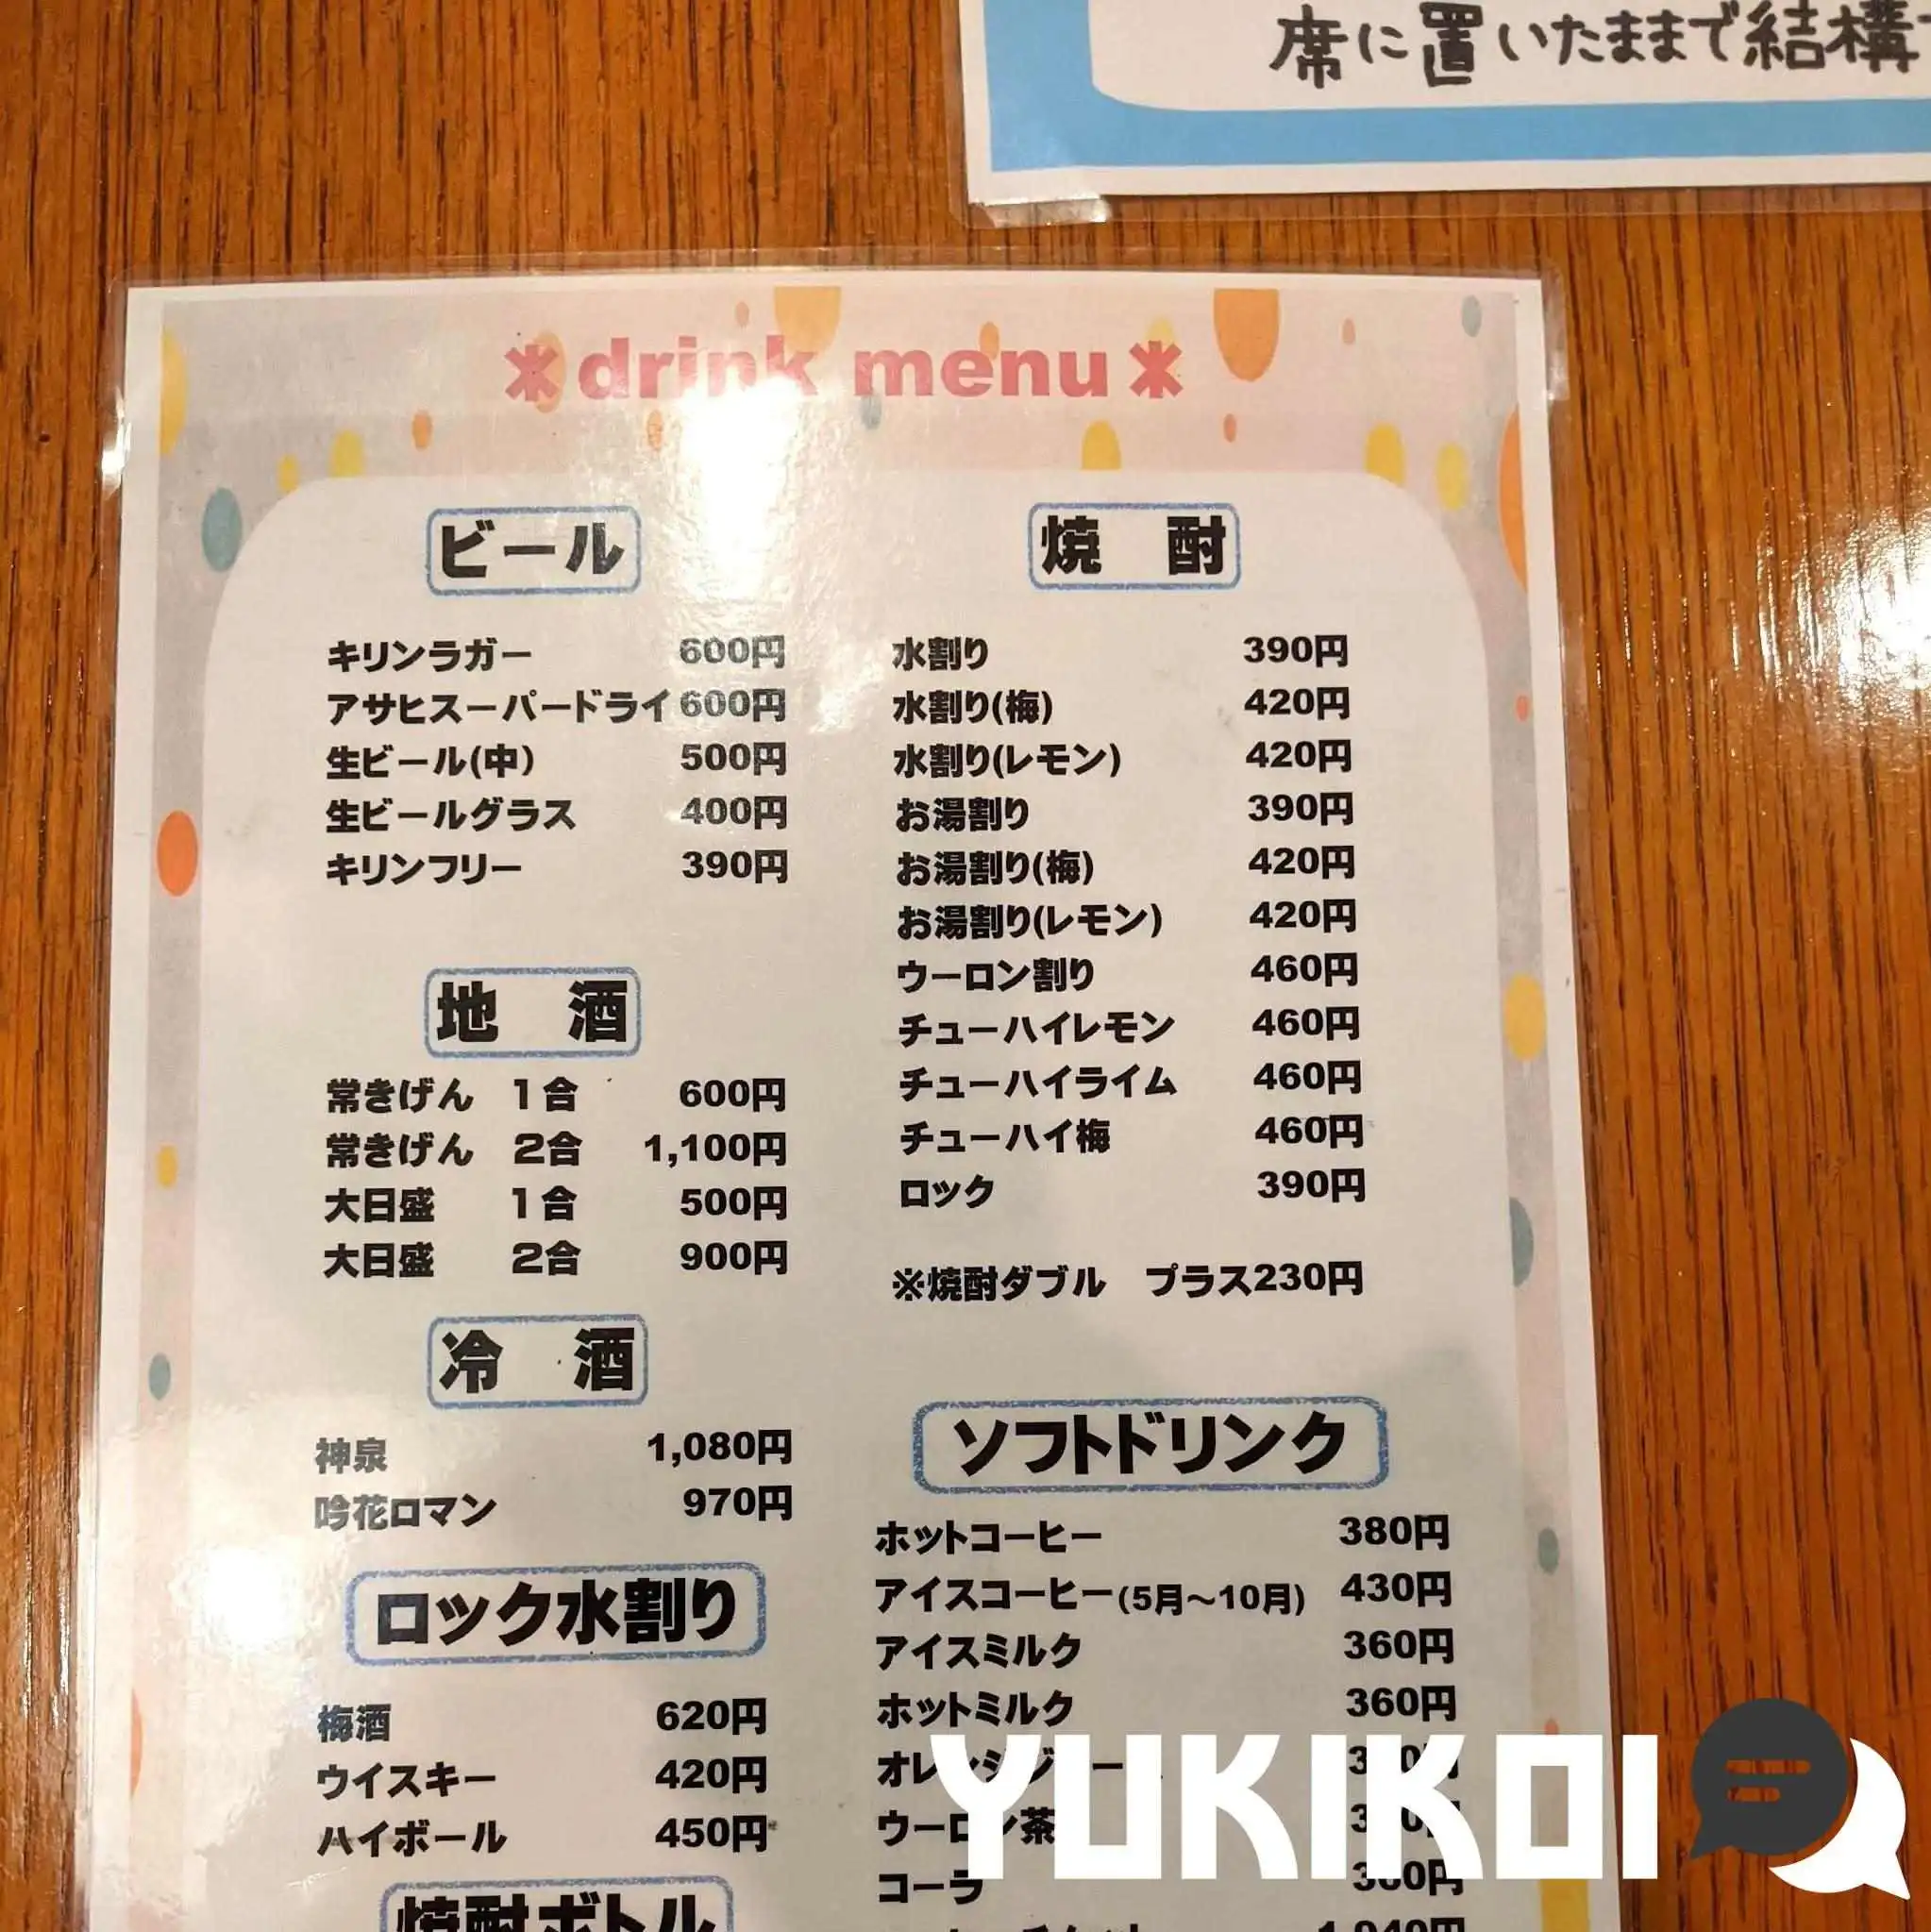 席に置いたままで結構
*drink menu*
ビール
キリンラガー 600円
アサヒスーパードライ 600円
生ビール(中) 500円
生ビールグラス 400円
キリンフリー 390円
地 酒
常きげん 1合 600円
常きげん 2合 1,100円
大日盛 1合 500円
大日盛 2合 900円
冷 酒
神泉 1,080円
吟花ロマン 970円
ロック水割り
梅酒 620円
ウイスキー 420円
ハイボール 450円
焼酎ボトル
焼 酎
水割り 390円
水割り(梅) 420円
水割り(レモン) 420円
お湯割り 390円
お湯割り(梅) 420円
お湯割り(レモン) 420円
ウーロン割り 460円
チューハイレモン 460円
チューハイライム 460円
チューハイ梅 460円
ロック 390円
※焼酎ダブル プラス230円
ソフトドリンク
ホットコーヒー 380円
アイスコーヒー(5月～10月) 430円
アイスミルク 360円
ホットミルク 360円
ウーロン茶
コーラ
YUKIKOI